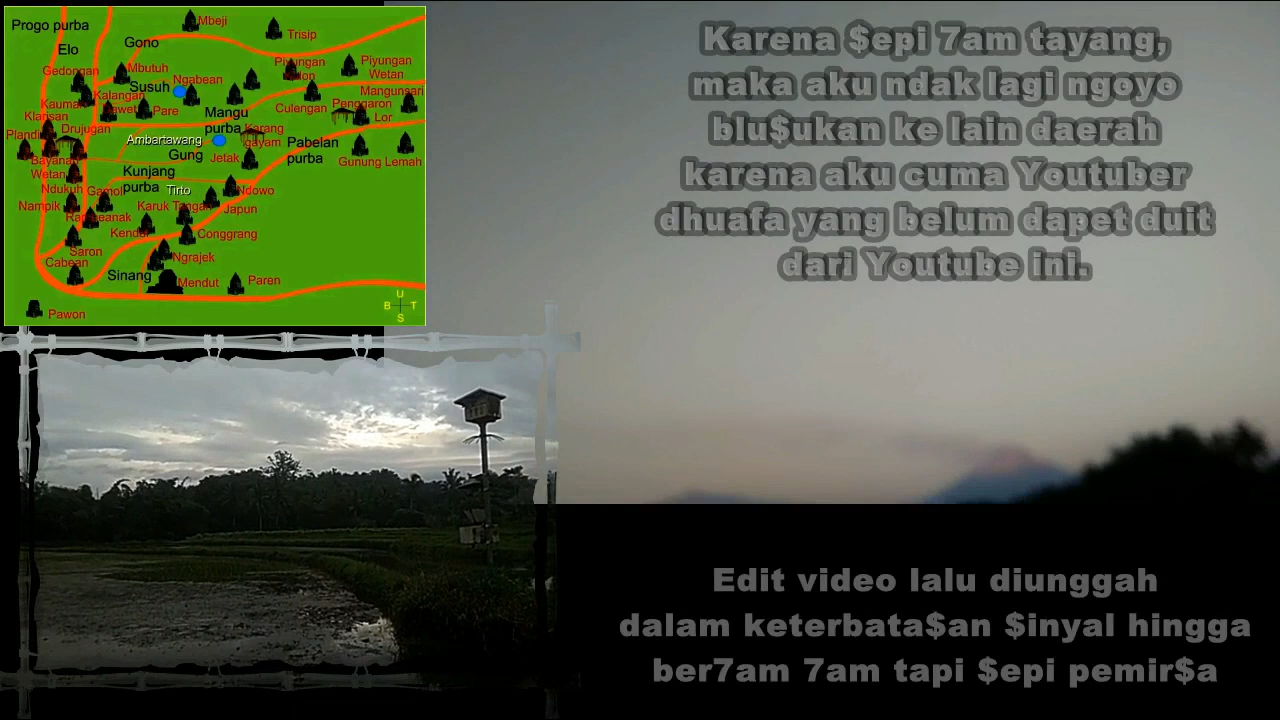 Progo purba
Mbeji
Trisip
Elo
Gono
Gedongan
Mbutuh
Ngabean
Piyungan
Piyungan
Wetan
Susuh
Kalangan
Kauman
Pare
Culengan
Mangunsari
Penggaron
Lor
Klarisan
Mangu
purba
Drujugan
Karang
gayam
Ambartawang
Pabelan
purba
Bayanan
Wetan
Gung
Jetak
Gunung Lemah
Kunjang
purba
Ndukuh
Tirto
Ndowo
Nampik
Karuk Tangan
Japun
Conggrang
Saron
Cabean
Ngrajek
Sinang
Mendut
Paren
Pawon
U
B T
S
Karena $epi 7am tayang,
maka aku ndak lagi ngoyo
blu$ukan ke lain daerah
karena aku cuma Youtuber
dhuafa yang belum dapet duit
dari Youtube ini.
Edit video lalu diunggah
dalam keterbata$an $inyal hingga
ber7am 7am tapi $epi pemir$a